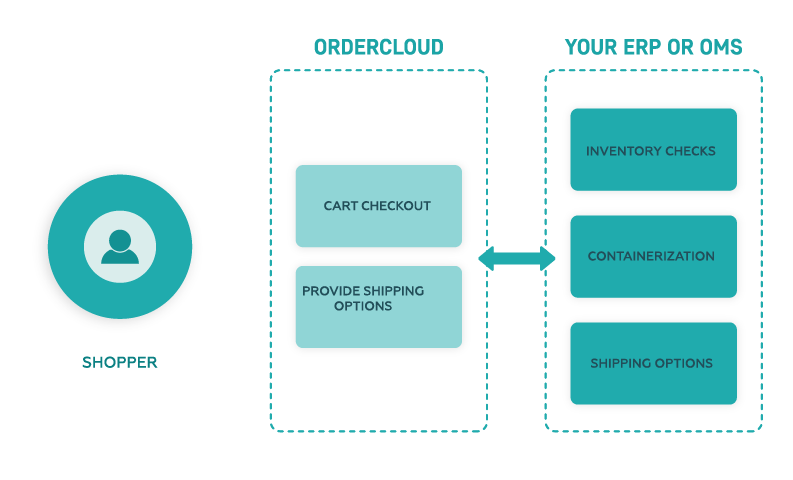 ORDERCLOUD
YOUR ERP OR OMS
CART CHECKOUT
PROVIDE SHIPPING
OPTIONS
INVENTORY CHECKS
CONTAINERIZATION
SHIPPING OPTIONS
SHOPPER